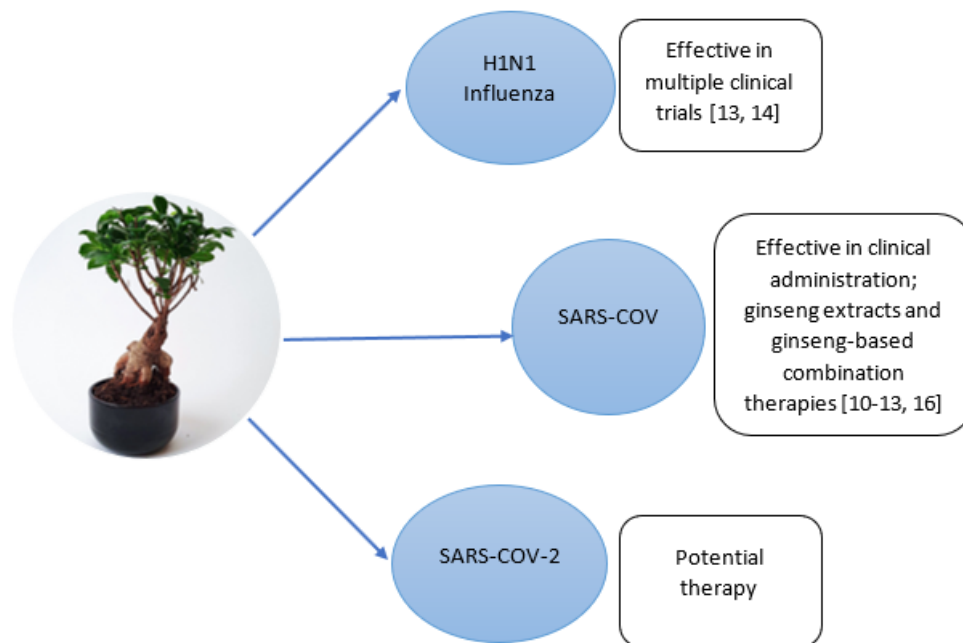 H1N1
Influenza
Effective in
multiple clinical
trials [13, 14]
SARS-COV
Effective in clinical
administration;
ginseng extracts and
ginseng-based
combination
therapies [10-13, 16]
SARS-COV-2
Potential
therapy